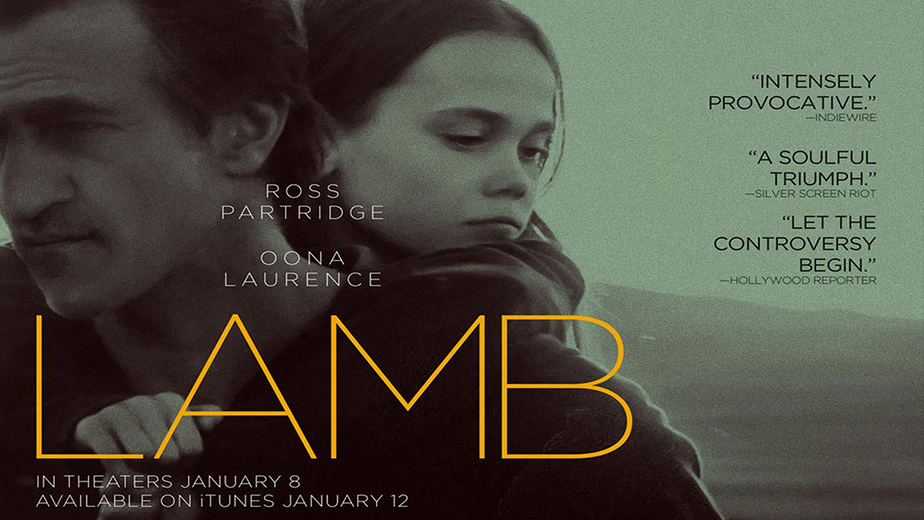 ROSS
PARTRIDGE
OONA
LAURENCE
LAMB
IN THEATERS JANUARY 8
AVAILABLE ON iTUNES JANUARY 12
“INTENSELY
PROVOCATIVE.”
—INDIEWIRE
“A SOULFUL
TRIUMPH.”
—SILVER SCREEN RIOT
“LET THE
CONTROVERSY
BEGIN.”
—HOLLYWOOD REPORTER